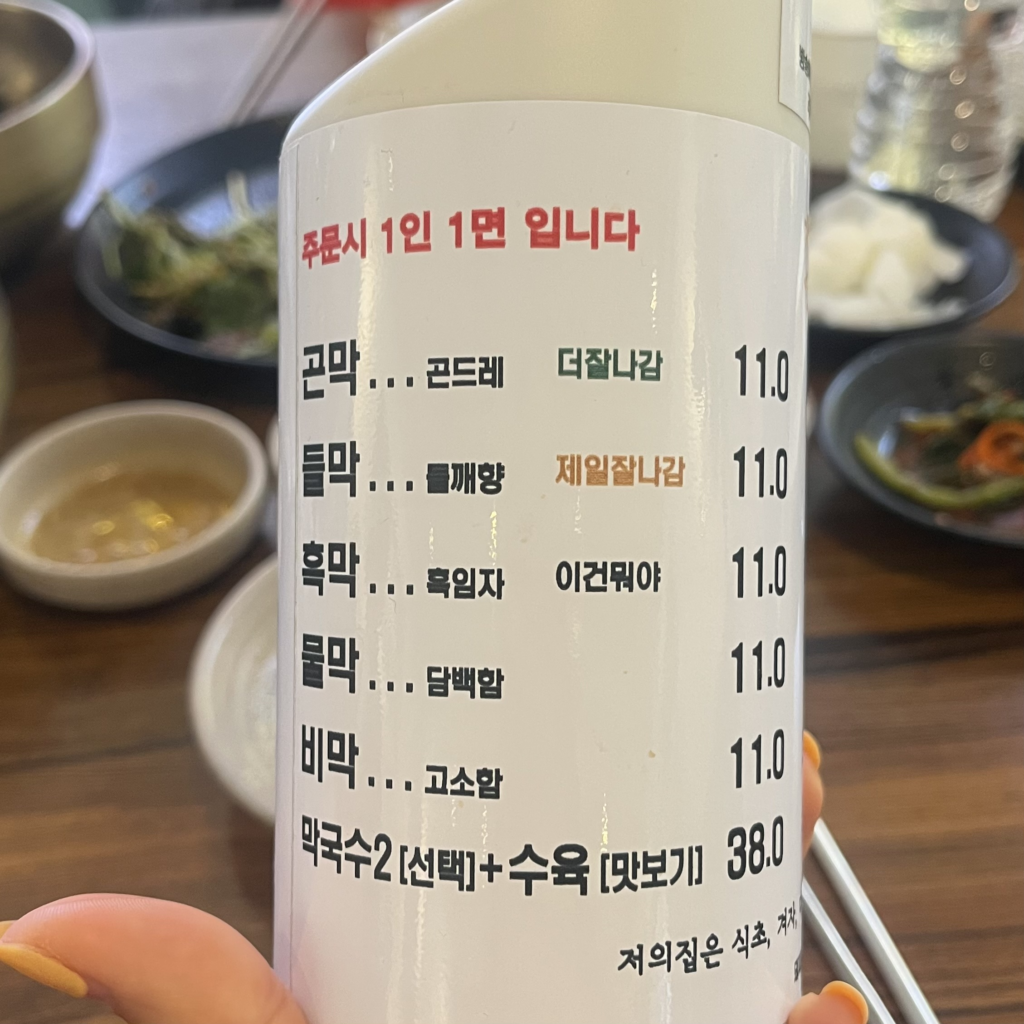 주문시 1인 1면 입니다
곤막... 곤드레 더잘나감 11.0
들막... 들깨향 제일잘나감 11.0
흑막... 흑임자 이건뭐야 11.0
물막... 담백함 11.0
비막... 고소함 11.0
막국수2 [선택]+수육 [맛보기] 38.0
저의집은 식초, 겨자,